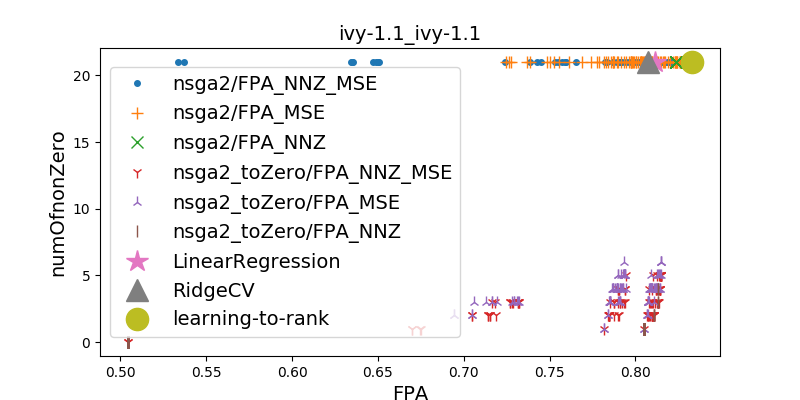 ivy-1.1_ivy-1.1
numOfnonZero
20
15
10
5
0
nsga2/FPA_NNZ_MSE
nsga2/FPA_MSE
nsga2/FPA_NNZ
nsga2_toZero/FPA_NNZ_MSE
nsga2_toZero/FPA_MSE
nsga2_toZero/FPA_NNZ
LinearRegression
RidgeCV
learning-to-rank
0.50 0.55 0.60 0.65 0.70 0.75 0.80
FPA